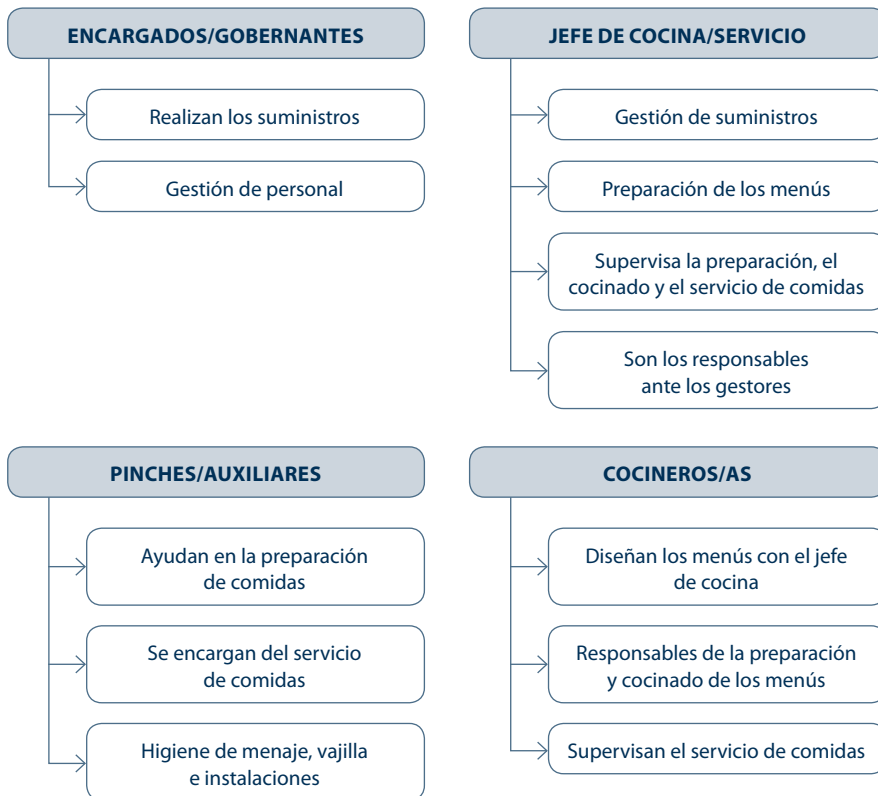 ENCARGADOS/GOBERNANTES
Realizan los suministros
Gestión de personal
JEFE DE COCINA/SERVICIO
Gestión de suministros
Preparación de los menús
Supervisa la preparación, el
cocinado y el servicio de comidas
Son los responsables
ante los gestores
PINCHES/AUXILIARES
Ayudan en la preparación
de comidas
Se encargan del servicio
de comidas
Higiene de menaje, vajilla
e instalaciones
COCINEROS/AS
Diseñan los menús con el jefe
de cocina
Responsables de la preparación
y cocinado de los menús
Supervisan el servicio de comidas